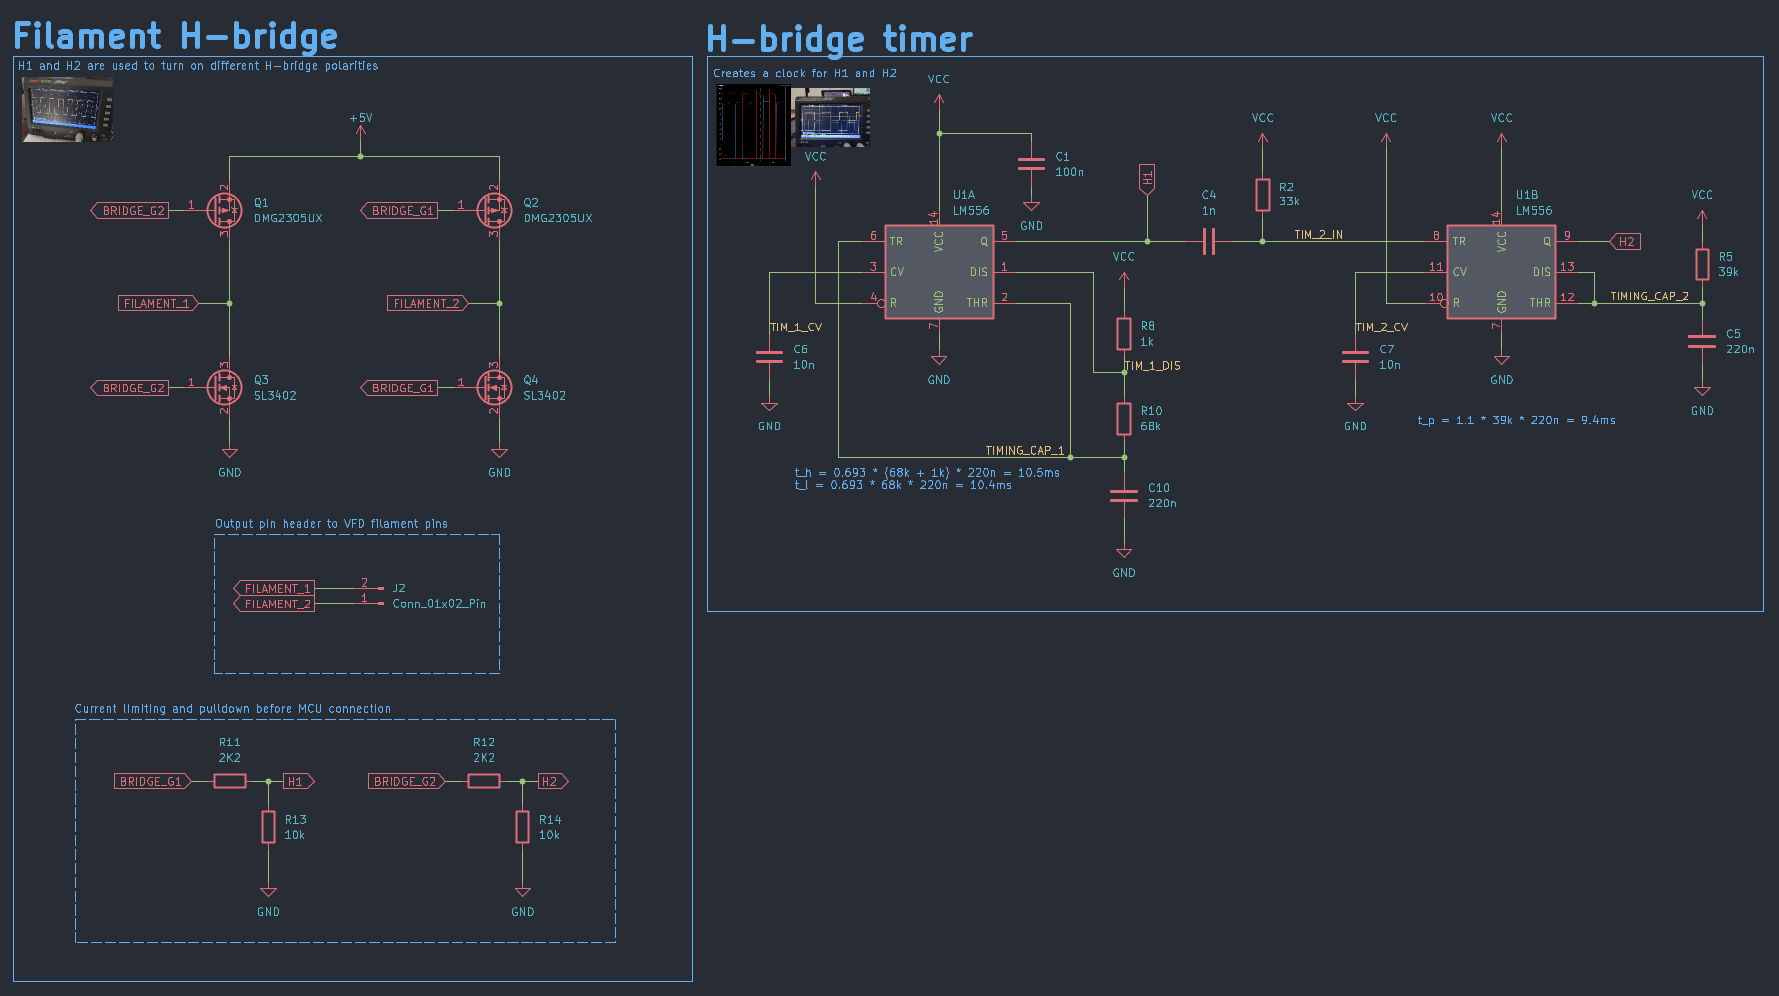 Filament H-bridge
H1 and H2 are used to turn on different H-bridge polarities
+5V
BRIDGE_G2
1
2
3
Q1
DMG2305UX
BRIDGE_G1
1
2
3
Q2
DMG2305UX
FILAMENT_1
FILAMENT_2
BRIDGE_G2
1
3
2
Q3
SL3402
GND
BRIDGE_G1
1
3
2
Q4
SL3402
GND
Output pin header to VFD filament pins
FILAMENT_1
2
J2
FILAMENT_2
1
Conn_01x02_Pin
Current limiting and pulldown before MCU connection
R11
2K2
BRIDGE_G1
H1
R13
10k
GND
R12
2K2
BRIDGE_G2
H2
R14
10k
GND
H-bridge timer
Creates a clock for H1 and H2
VCC
VCC
C1
100n
GND
U1A
LM556
14
6
TR
VCC
Q
5
3
CV
DIS
1
4
R
GND
THR
2
7
GND
TIM_1_CV
C6
10n
GND
H1
C4
1n
VCC
R2
33k
TIM_2_IN
VCC
R8
1k
TIM_1_DIS
R10
68k
TIMING_CAP_1
C10
220n
GND
t_h = 0.693 * (68k + 1k) * 220n = 10.5ms
t_l = 0.693 * 68k * 220n = 10.4ms
VCC
VCC
U1B
LM556
14
8
TR
VCC
Q
9
H2
11
CV
DIS
13
10
R
GND
THR
12
7
GND
TIM_2_CV
C7
10n
GND
VCC
R5
39k
TIMING_CAP_2
C5
220n
GND
t_p = 1.1 * 39k * 220n = 9.4ms